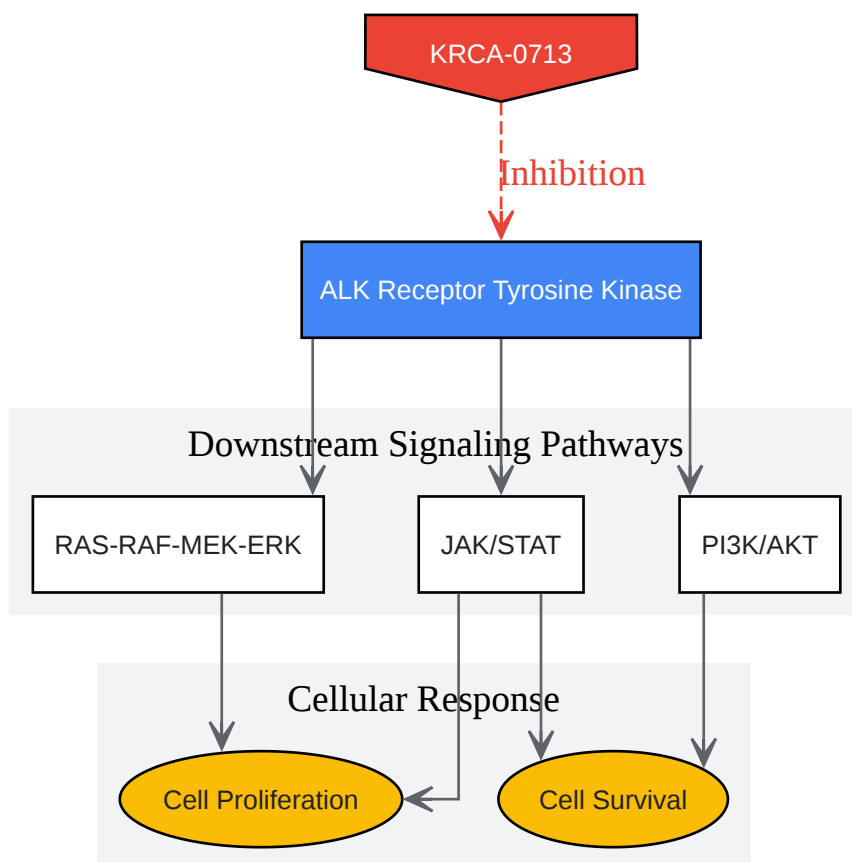 KRCA-0713
Inhibition
ALK Receptor Tyrosine Kinase
Downstream Signaling Pathways
RAS-RAF-MEK-ERK
JAK/STAT
PI3K/AKT
Cellular Response
Cell Proliferation
Cell Survival